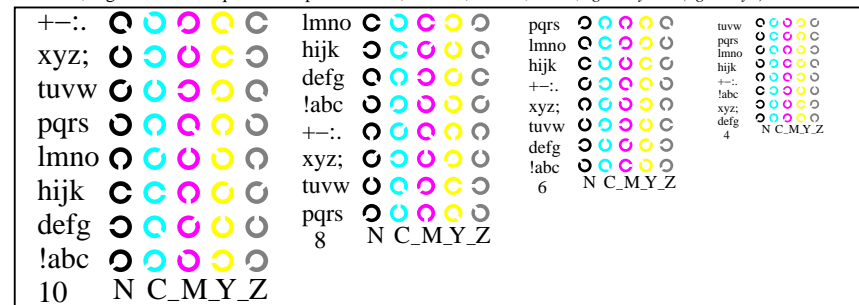 +−:.
xyz;
tuvw
pqrs
lmno
hijk
defg
!abc
10 N C_M_Y_Z
lmno
hijk
defg
!abc
+−:.
xyz;
tuvw
pqrs
8 N C_M_Y_Z
pqrs
lmno
hijk
+−:.
xyz;
tuvw
defg
!abc
6 N C_M_Y_Z
tuvw
pqrs
lmno
hijk
+−:.
!abc
xyz;
defg
4 N C_M_Y_Z